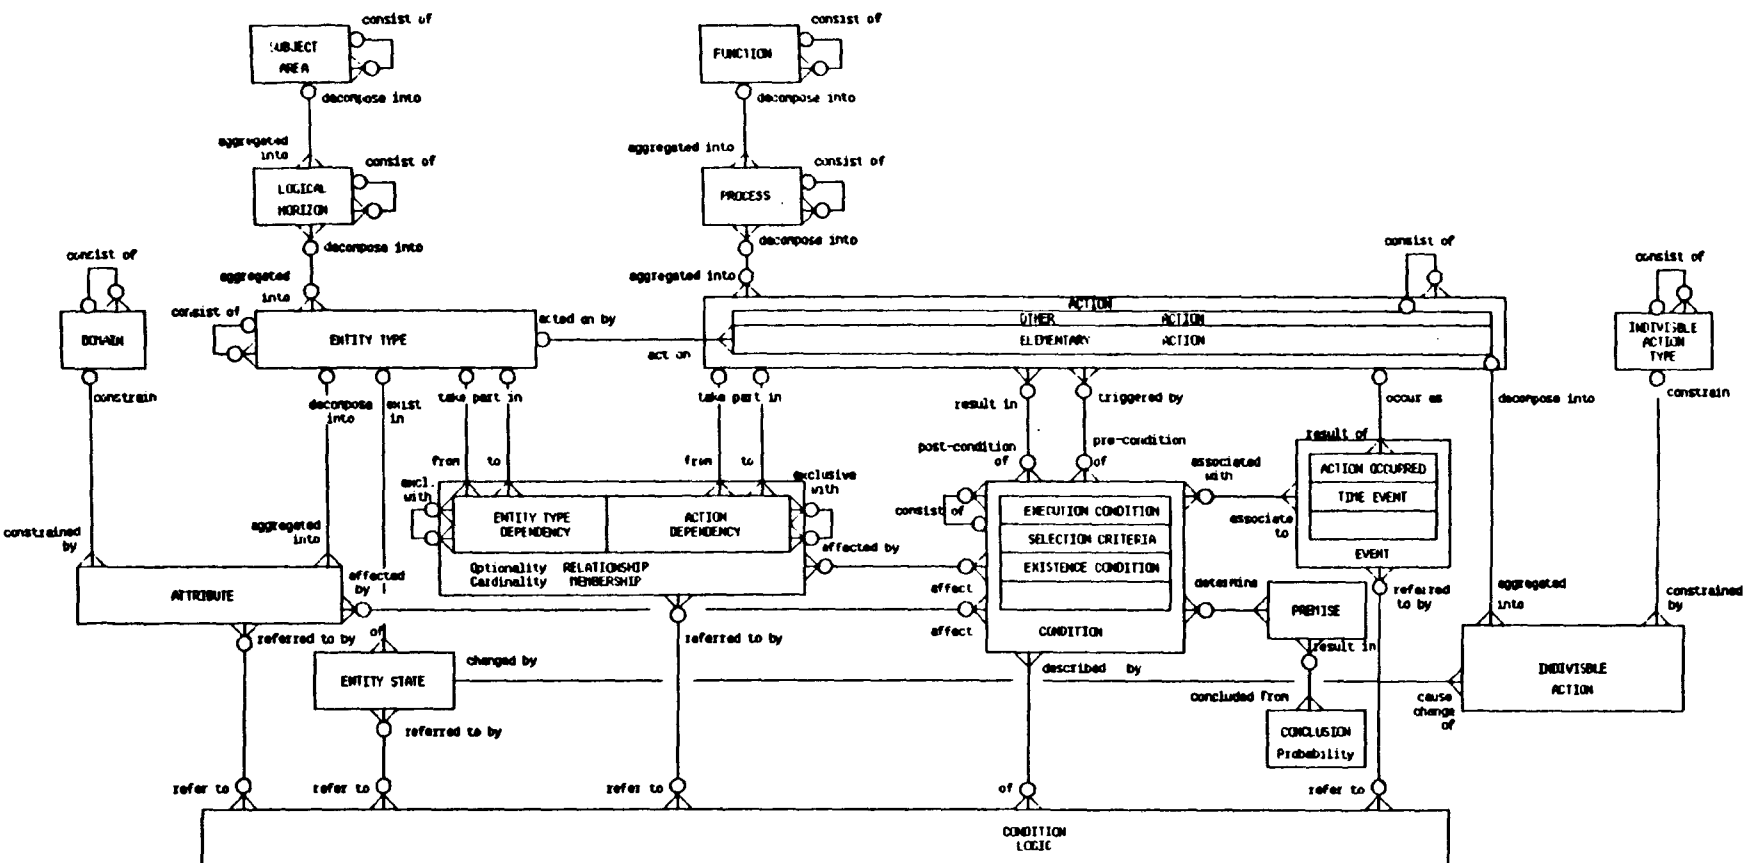 consist of
consist of
SUBJECT
AREA
FUNCTION
decompose into
decompose into
aggregated
into
consist of
aggregated into
consist of
LOGICAL
HORIZON
PROCESS
decompose into
decompose into
consist of
consist of
consist of
aggregated
into
aggregated into
consist of
acted on by
ACTION
DOMAIN
ENTITY TYPE
OTHER ACTION
ELEMENTARY ACTION
act on
INDIVISBLE
ACTION
TYPE
constrain
decompose
into
exist
in
take part in
take part in
result in
triggered by
occur as
decompose into
constrain
post-condition
of
pre-condition
of
result of
from to
from to
excl.
with
exclusive
with
associated
with
ACTION OCCURRED
TIME EVENT
EVENT
consist of
EXECUTION CONDITION
SELECTION CRITERIA
EXISTENCE CONDITION
CONDITION
associate
to
ENTITY TYPE
DEPENDENCY
ACTION
DEPENDENCY
Optionality RELATIONSHIP
Cardinality MEMBERSHIP
constrained
by
aggregated
into
affected by
affected
by
affect
affect
determine
PREMISE
referred
to by
aggregated
into
constrained
by
ATTRIBUTE
referred to by
of
referred to by
result in
changed by
described by
ENTITY STATE
concluded from
cause
change
of
INDIVISBLE
ACTION
CONCLUSION
Probability
referred to by
refer to
refer to
refer to
of
refer to
CONDITION
LOGIC